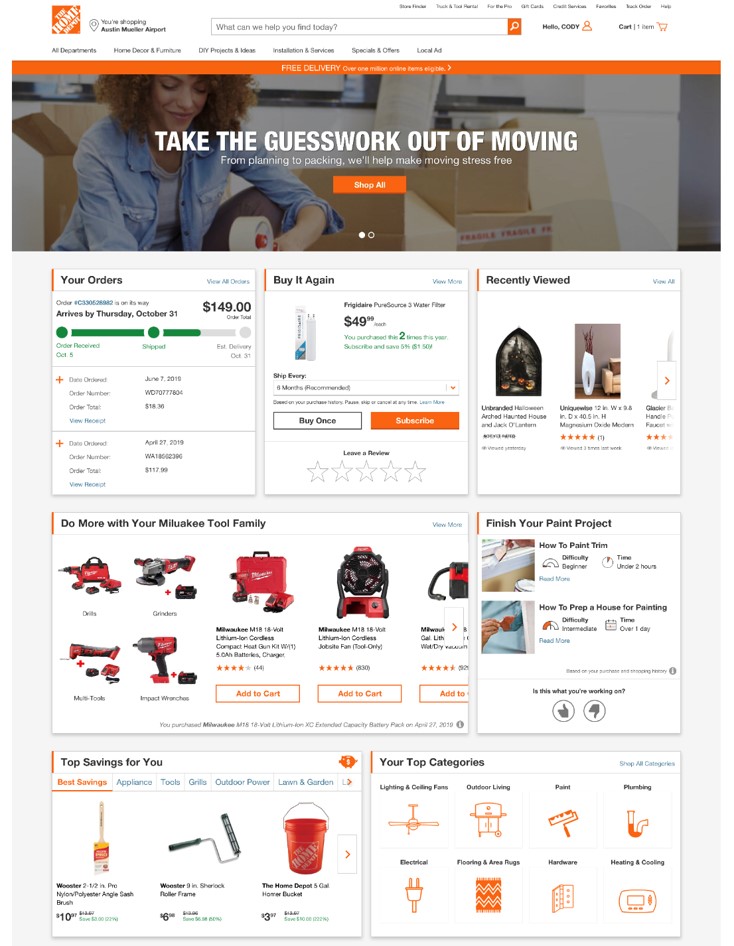 THE HOME DEPOT
You're shopping
Austin Mueller Airport
Store Finder Truck & Tool Rental For the Pro Gift Cards Credit Services Favorites Track Order Help
What can we help you find today?
Hello, CODY
Cart | 1 item
All Departments Home Decor & Furniture DIY Projects & Ideas Installation & Services Specials & Offers Local Ad
FREE DELIVERY Over one million online items eligible. >
TAKE THE GUESSWORK OUT OF MOVING
From planning to packing, we'll help make moving stress free
Shop All
FRAGILE FRAGILE FRAGILE
Your Orders
View All Orders
Order #C330528982 is on its way
Arrives by Thursday, October 31
$149.00
Order Total
Order Received
Oct 5
Shipped
Est. Delivery
Oct 31
Date Ordered: June 7, 2019
Order Number: WD70777804
Order Total: $18.36
View Receipt
Date Ordered: April 27, 2019
Order Number: WA18562396
Order Total: $117.99
View Receipt
Buy It Again
View More
Frigidaire PureSource 3 Water Filter
$49.99 /each
You purchased this 2 times this year.
Subscribe and save 5% ($1.50)!
Ship Every:
6 Months (Recommended)
Based on your purchase history. Pause, skip or cancel at any time. Learn More
Buy Once
Subscribe
Leave a Review
Recently Viewed
View All
Unbranded Halloween
Arched Haunted House
and Jack O'Lantern
Viewed yesterday
Uniquewise 12 in. W x 9.8
in. D x 40.5 in. H
Magnesium Oxide Modern
(1)
Viewed 3 times last week
Glacier Ba
Handle P
Faucet
Viewed
Do More with Your Miluakee Tool Family
View More
Drills
Grinders
Multi-Tools
Impact Wrenches
Milwaukee M18 18-Volt
Lithium-Ion Cordless
Compact Heat Gun Kit W/(1)
5.0Ah Batteries, Charger,
(44)
Add to Cart
Milwaukee M18 18-Volt
Lithium-Ion Cordless
Jobsite Fan (Tool-Only)
(830)
Add to Cart
Milwauk
Gal. Lith
Wet/Dry Vacuum
Add to
You purchased Milwaukee M18 18-Volt Lithium-Ion XC Extended Capacity Battery Pack on April 27, 2019
Finish Your Paint Project
How To Paint Trim
Difficulty
Beginner
Time
Under 2 hours
Read More
How To Prep a House for Painting
Difficulty
Intermediate
Time
Over 1 day
Read More
Based on your purchase and shopping history
Is this what you're working on?
Top Savings for You
Best Savings Appliance Tools Grills Outdoor Power Lawn & Garden
Wooster 2-1/2 in. Pro
Nylon/Polyester Angle Sash
Brush
$10.97 $13.97
Save $3.00 (22%)
Wooster 9 in. Sherlock
Roller Frame
$6.98 $13.96
Save $6.98 (50%)
The Home Depot 5 Gal
Homer Bucket
$3.97 $13.97
Save $10.00
Your Top Categories
Shop All Categories
Lighting & Ceiling Fans
Outdoor Living
Paint
Plumbing
Electrical
Flooring & Area Rugs
Hardware
Heating & Cooling